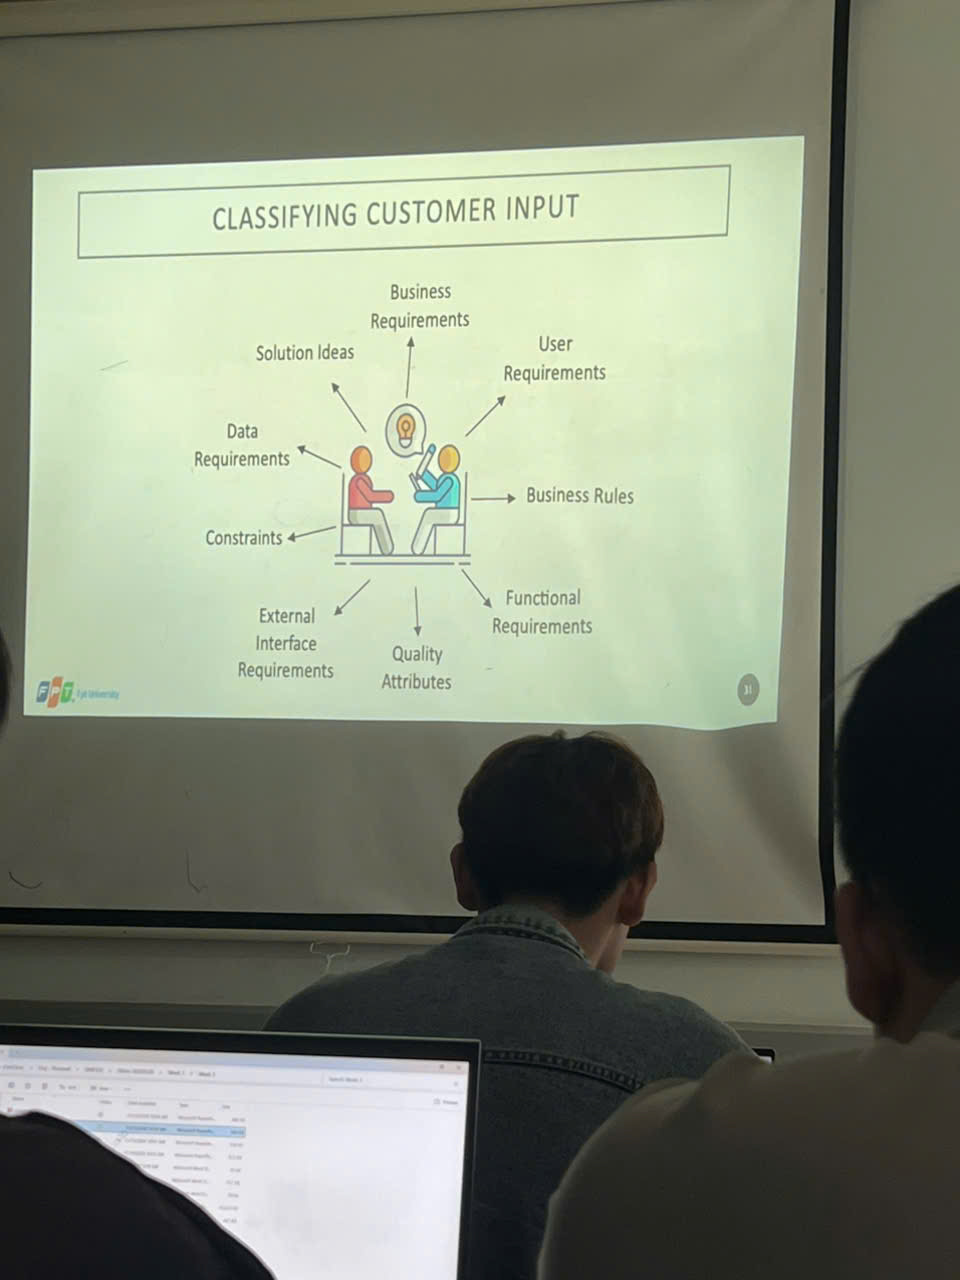 CLASSIFYING CUSTOMER INPUT
Business
Requirements
Solution Ideas
User
Requirements
Data
Requirements
Business Rules
Constraints
Functional
Requirements
External
Interface
Requirements
Quality
Attributes
FPT
Fpt University
31